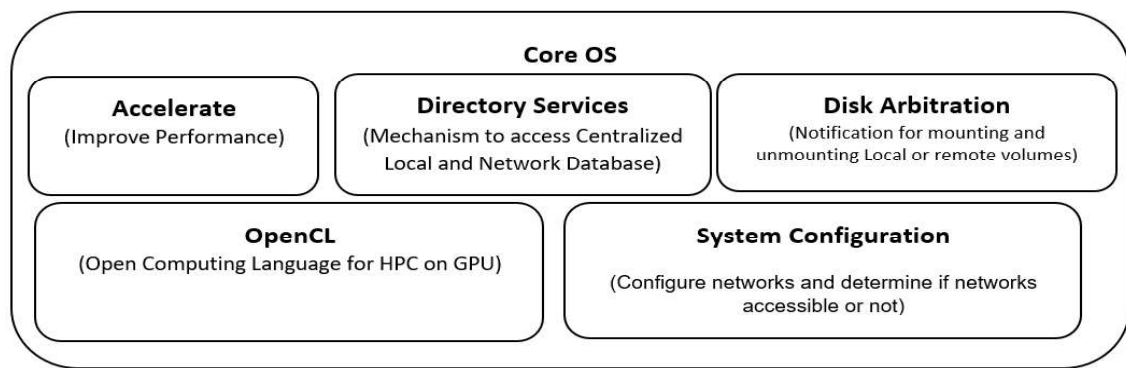 Core OS
Accelerate
(Improve Performance)
Directory Services
(Mechanism to access Centralized
Local and Network Database)
Disk Arbitration
(Notification for mounting and
unmounting Local or remote volumes)
OpenCL
(Open Computing Language for HPC on GPU)
System Configuration
(Configure networks and determine if networks
accessible or not)